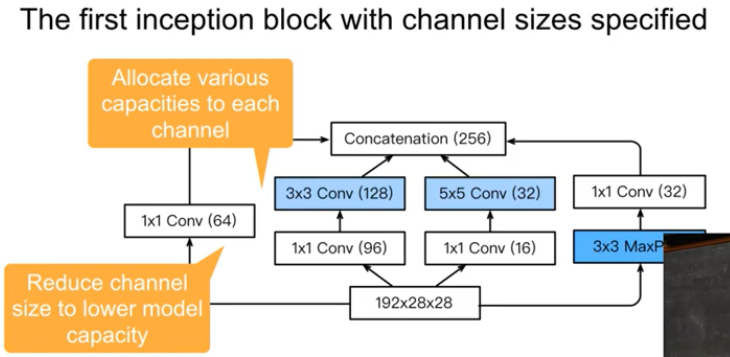 The first inception block with channel sizes specified
Allocate various
capacities to each
channel
Concatenation (256)
3x3 Conv (128)
5x5 Conv (32)
1x1 Conv (32)
1x1 Conv (64)
1x1 Conv (96)
1x1 Conv (16)
3x3 MaxP
Reduce channel
size to lower model
capacity
192x28x28